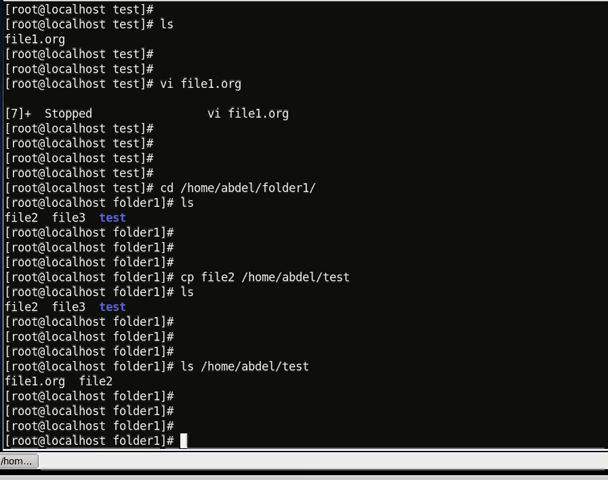 [root@localhost test]#
[root@localhost test]# ls
file1.org
[root@localhost test]#
[root@localhost test]#
[root@localhost test]# vi file1.org
[7]+  Stopped                 vi file1.org
[root@localhost test]#
[root@localhost test]#
[root@localhost test]#
[root@localhost test]#
[root@localhost test]# cd /home/abdel/folder1/
[root@localhost folder1]# ls
file2  file3  test
[root@localhost folder1]#
[root@localhost folder1]#
[root@localhost folder1]#
[root@localhost folder1]# cp file2 /home/abdel/test
[root@localhost folder1]# ls
file2  file3  test
[root@localhost folder1]#
[root@localhost folder1]#
[root@localhost folder1]#
[root@localhost folder1]# ls /home/abdel/test
file1.org  file2
[root@localhost folder1]#
[root@localhost folder1]#
[root@localhost folder1]#
[root@localhost folder1]#
/hom...